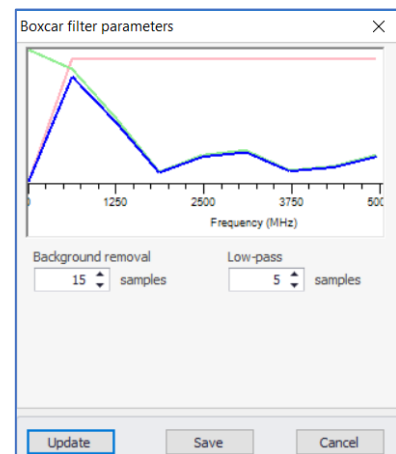 Boxcar filter parameters
0 1250 2500 3750 500
Frequency (MHz)
Background removal Low-pass
15 samples 5 samples
Update Save Cancel